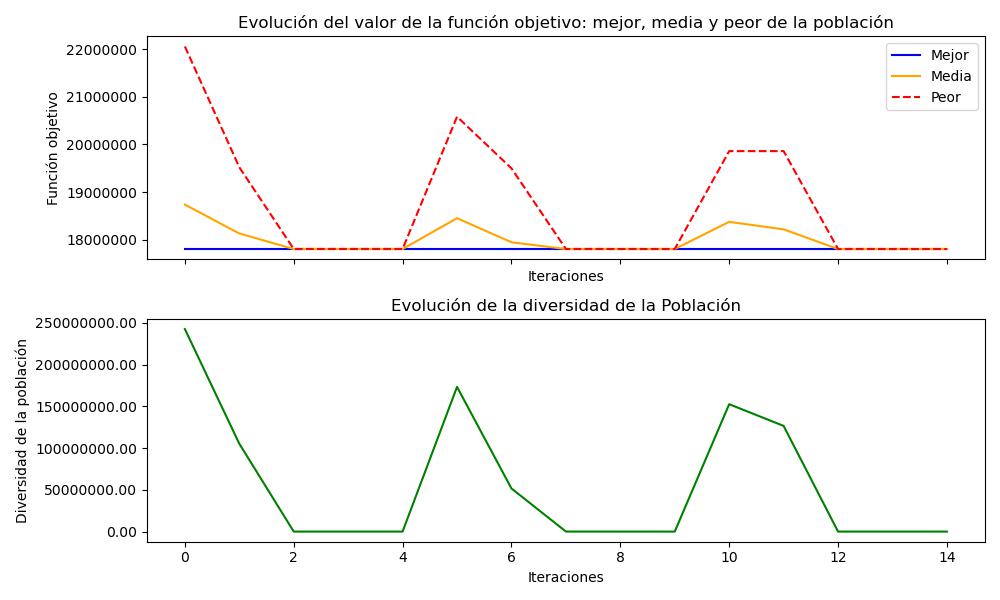 Evolución del valor de la función objetivo: mejor, media y peor de la población
Función objetivo
22000000
21000000
20000000
19000000
18000000
Mejor
Media
Peor
Iteraciones
Evolución de la diversidad de la Población
Diversidad de la población
250000000.00
200000000.00
150000000.00
100000000.00
50000000.00
0.00
0 2 4 6 8 10 12 14
Iteraciones